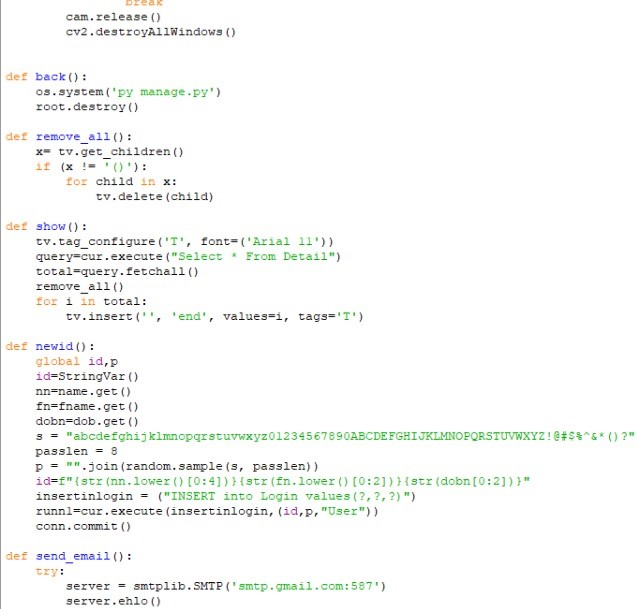 break
        cam.release()
        cv2.destroyAllWindows()

def back():
    os.system('py manage.py')
    root.destroy()

def remove_all():
    x= tv.get_children()
    if (x != '()'):
        for child in x:
            tv.delete(child)

def show():
    tv.tag_configure('T', font=('Arial 11'))
    query=cur.execute("Select * From Detail")
    total=query.fetchall()
    remove_all()
    for i in total:
        tv.insert('', 'end', values=i, tags='T')

def newid():
    global id,p
    id=StringVar()
    nn=name.get()
    fn=fname.get()
    dobn=dob.get()
    s = "abcdefghijklmnopqrstuvwxyz01234567890ABCDEFGHIJKLMNOPQRSTUVWXYZ!@#$%^&*()?"
    passlen = 8
    p = "".join(random.sample(s, passlen))
    id=f"{str(nn.lower()[0:4])}{str(fn.lower()[0:2])}{str(dobn[0:2])}"
    insertinlogin = ("INSERT into Login values(?,?,?)")
    runn1=cur.execute(insertinlogin,(id,p,"User"))
    conn.commit()

def send_email():
    try:
        server = smtplib.SMTP('smtp.gmail.com:587')
        server.ehlo()